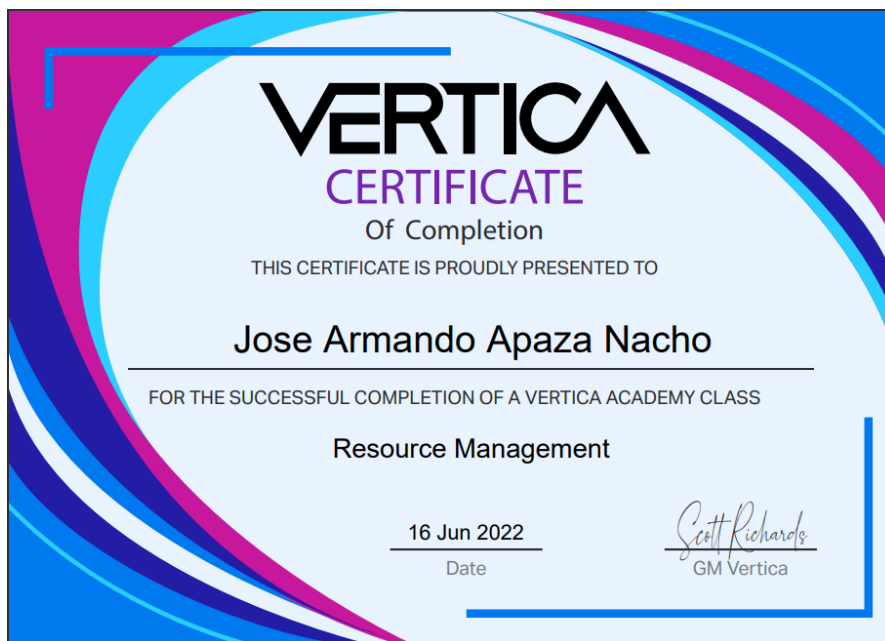 VERTICA
CERTIFICATE
Of Completion
THIS CERTIFICATE IS PROUDLY PRESENTED TO
Jose Armando Apaza Nacho
FOR THE SUCCESSFUL COMPLETION OF A VERTICA ACADEMY CLASS
Resource Management
16 Jun 2022
Date
Scott Richards
GM Vertica